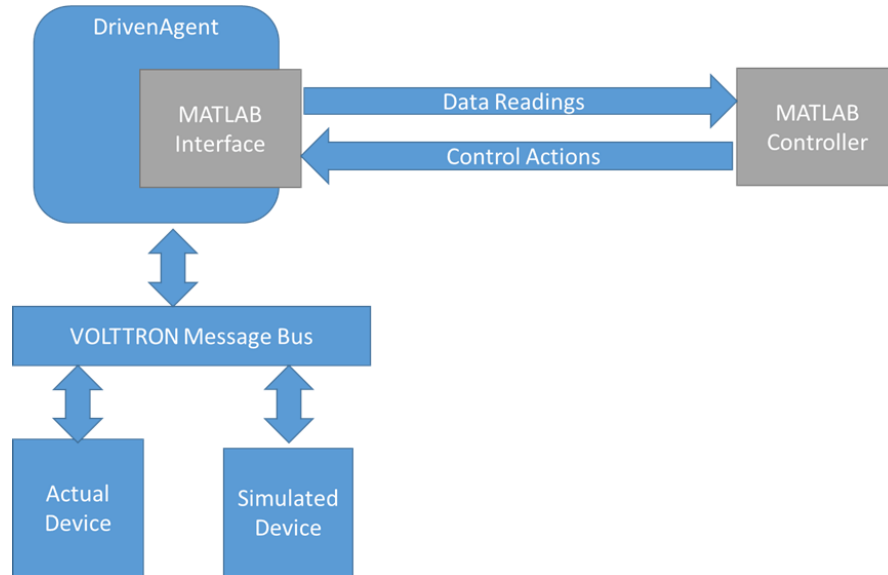 DrivenAgent
MATLAB
Interface
Data Readings
Control Actions
MATLAB
Controller
VOLTTRON Message Bus
Actual
Device
Simulated
Device